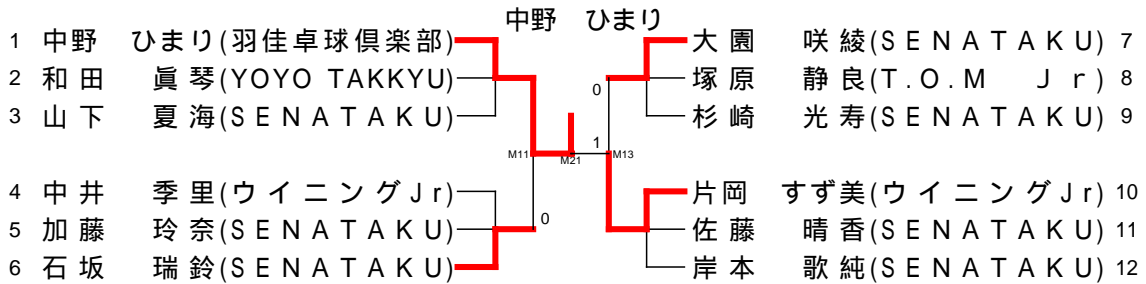 中野 ひまり
1 中野 ひまり(羽佳卓球倶楽部)
2 和田 眞琴(YOYO TAKKYU)
3 山下 夏海(SENATAKU)
4 中井 季里(ウイニングJr)
5 加藤 玲奈(SENATAKU)
6 石坂 瑞鈴(SENATAKU)
M11
0
M21
1
M13
0
大園 咲綾(SENATAKU) 7
塚原 静良(T.O.M Jr) 8
杉崎 光寿(SENATAKU) 9
片岡 すず美(ウイニングJr) 10
佐藤 晴香(SENATAKU) 11
岸本 歌純(SENATAKU) 12